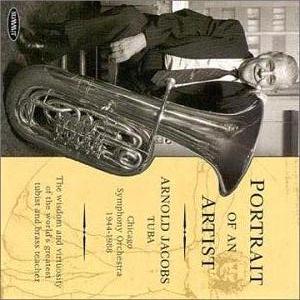 SUMMIT
PORTRAIT
OF AN
ARTIST
ARNOLD JACOBS
TUBA
Chicago
Symphony Orchestra
1944-1988
The wisdom and virtuosity
of the world's greatest
tubist and brass teacher